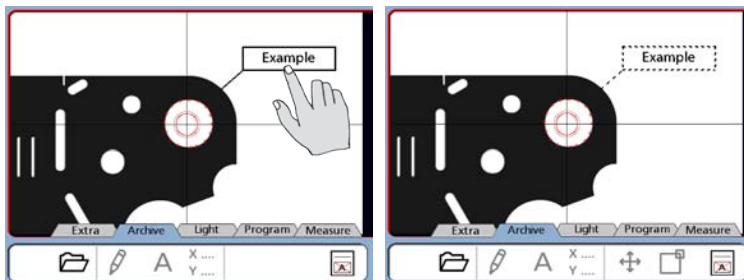 Example
Extra Archive Light Program Measure
A X ....
Y ....
A
Example
Extra Archive Light Program Measure
A X ....
Y ....
A